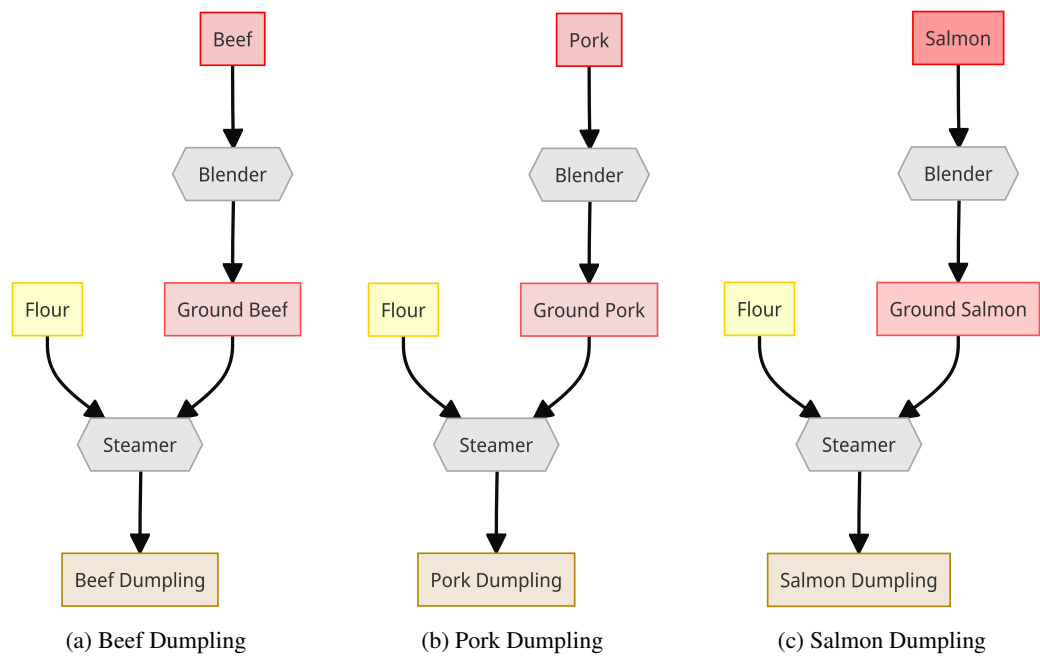 Beef
Blender
Flour
Ground Beef
Steamer
Beef Dumpling
(a) Beef Dumpling
Pork
Blender
Flour
Ground Pork
Steamer
Pork Dumpling
(b) Pork Dumpling
Salmon
Blender
Flour
Ground Salmon
Steamer
Salmon Dumpling
(c) Salmon Dumpling